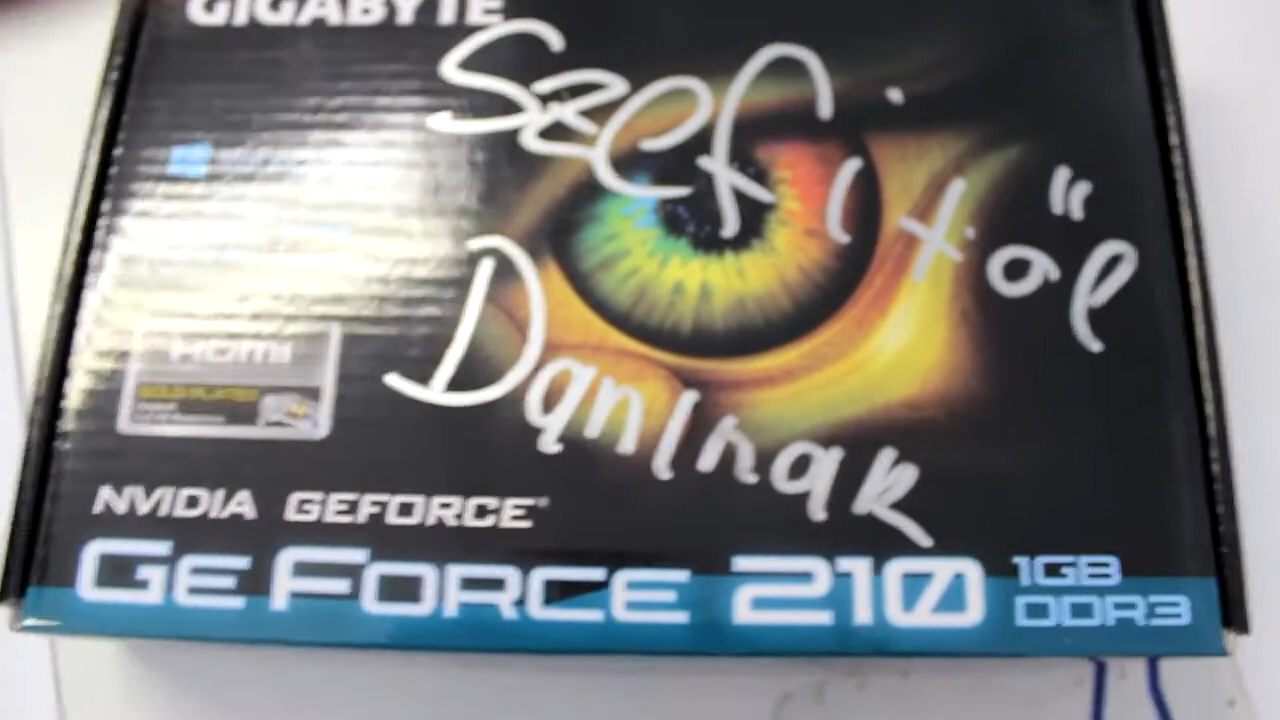 GIGABYTE
Szefitől
Daninak
HDMI
NVIDIA GEFORCE®
GEFORCE 210 1GB
DDR3